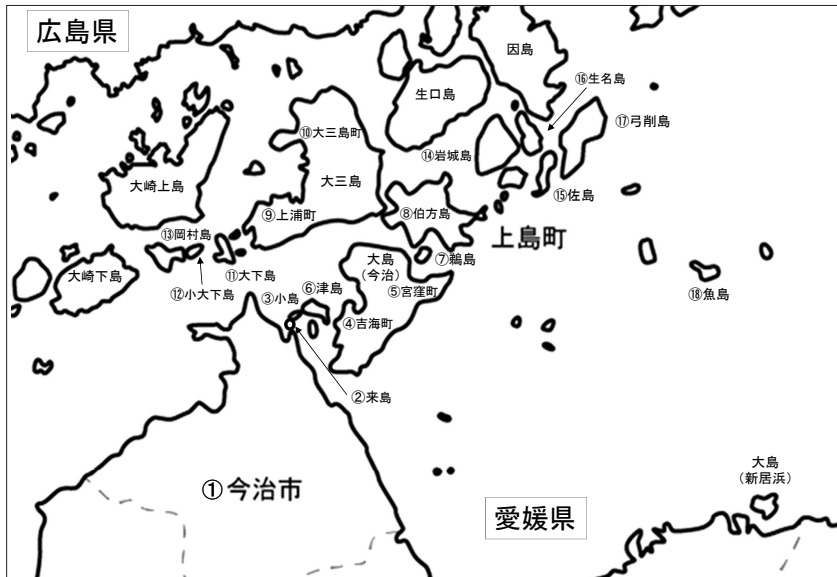 広島県
因島
⑯生名島
生口島
⑰弓削島
⑩大三島町
⑭岩城島
大三島
大崎上島
⑮佐島
⑨上浦町
⑧伯方島
上島町
⑬岡村島
大島
(今治)
⑦鵜島
大崎下島
⑪大下島
⑥津島
⑤宮窪町
⑱魚島
⑫小大下島
③小島
④吉海町
②来島
大島
(新居浜)
①今治市
愛媛県